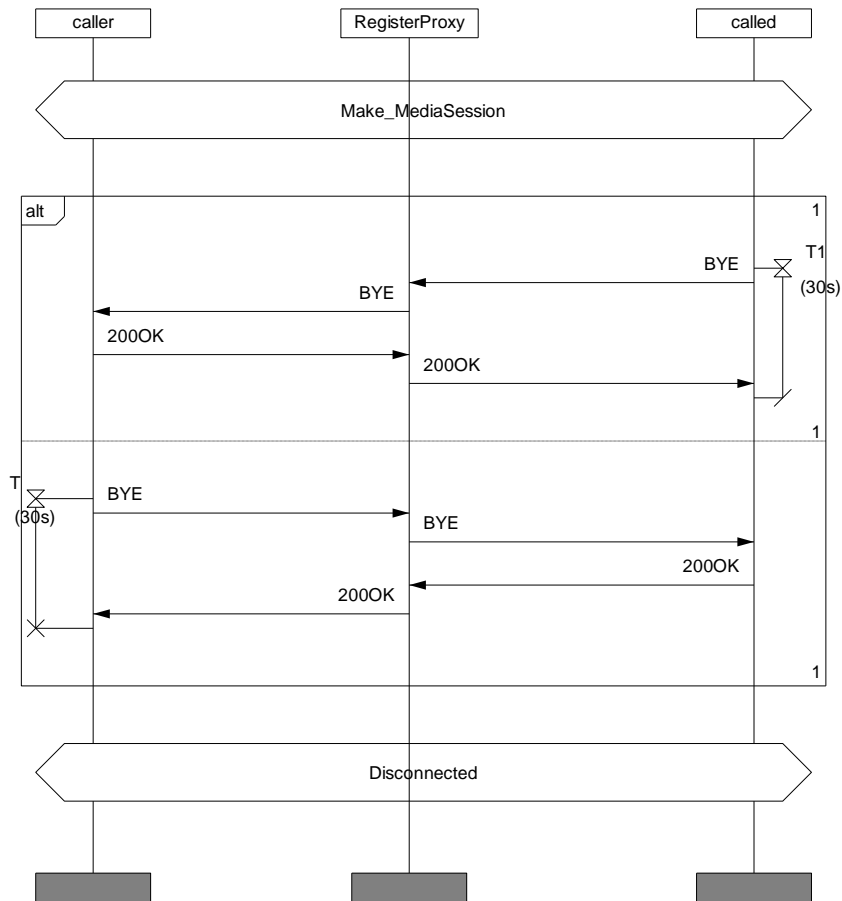 caller RegisterProxy called
Make_MediaSession
alt 1
T1
BYE
(30s)
BYE
200OK
200OK
1
T
BYE
(30s)
BYE
200OK
200OK
1
Disconnected